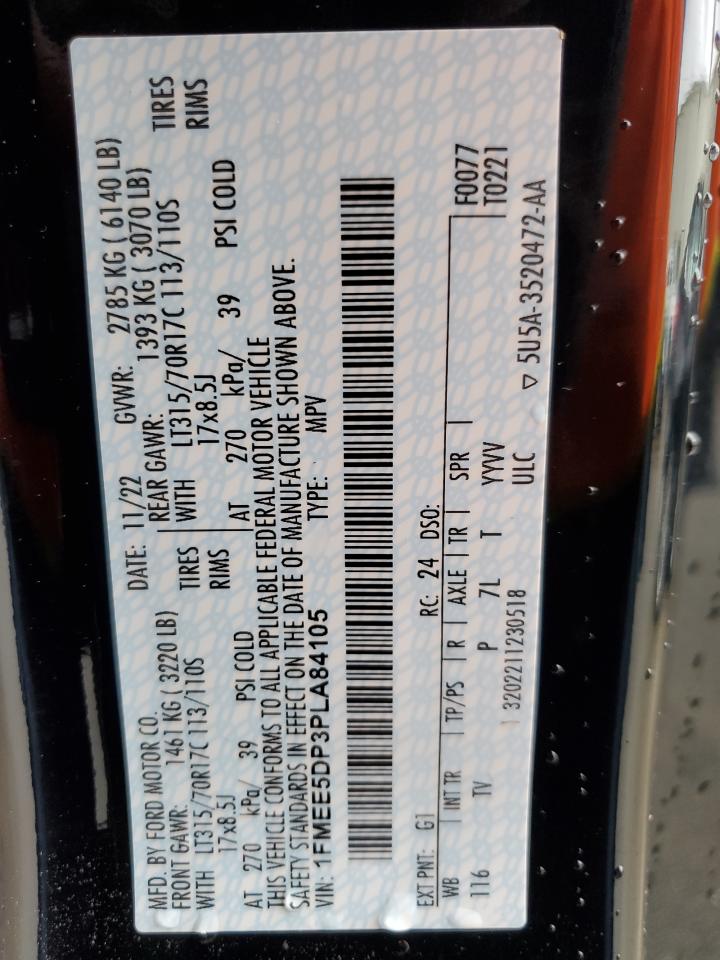 MFD. BY FORD MOTOR CO. DATE: 11/22 GVWR: 2785 KG ( 6140 LB)
FRONT GAWR: 1461 KG ( 3220 LB) REAR GAWR: 1393 KG ( 3070 LB)
WITH LT315/70R17C 113/110S TIRES WITH LT315/70R17C 113/110S TIRES
17x8.5J RIMS 17x8.5J RIMS
AT 270 kPa/ 39 PSI COLD AT 270 kPa/ 39 PSI COLD
THIS VEHICLE CONFORMS TO ALL APPLICABLE FEDERAL MOTOR VEHICLE
SAFETY STANDARDS IN EFFECT ON THE DATE OF MANUFACTURE SHOWN ABOVE.
VIN: 1FMEE5DP3PLA84105 TYPE: MPV
EXT PNT: G1 RC: 24 DSO: F0077
WB INT TR TP/PS R AXLE TR SPR T0221
116 TV P 7L T YYVV
3202211230518 ULC ▽ 5U5A-3520472-AA